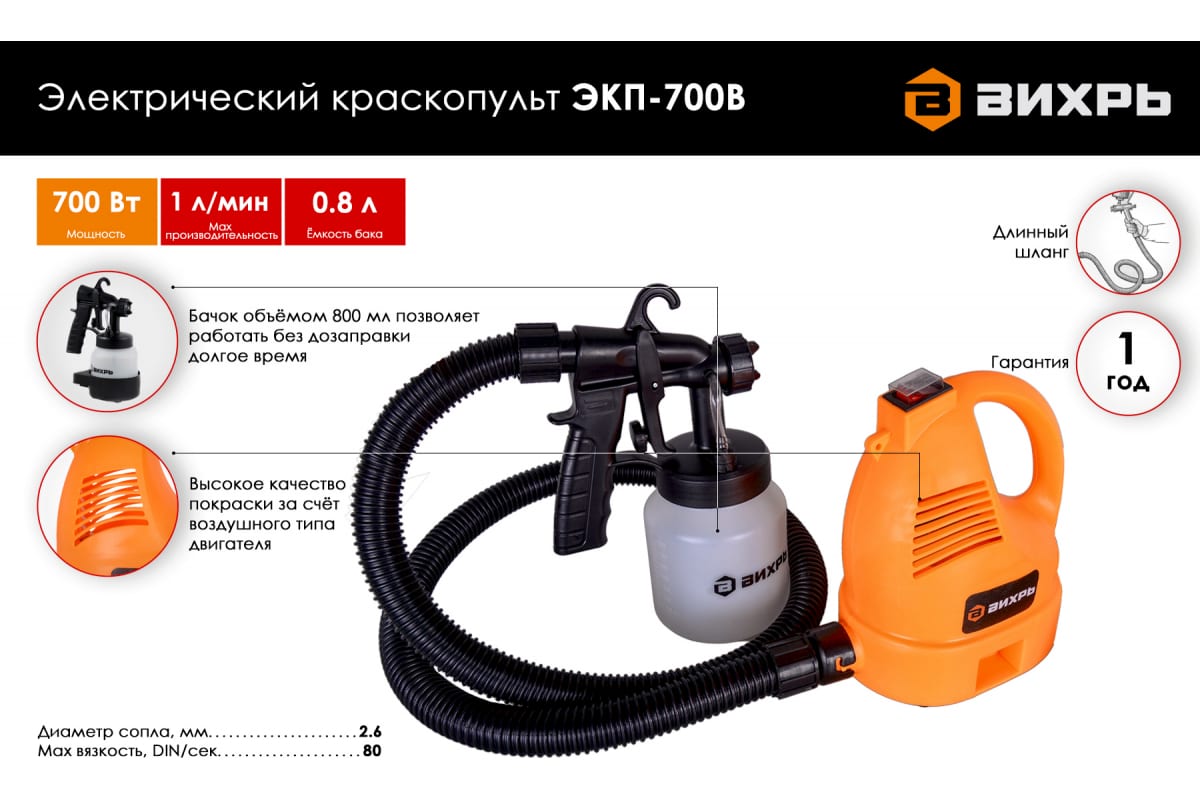 Электрический краскопульт ЭКП-700В
ВИХРЬ
700 Вт
Мощность
1 л/мин
Max
производительность
0.8 л
Ёмкость бака
Длинный
шланг
Гарантия
1
год
Бачок объёмом 800 мл позволяет
работать без дозаправки
долгое время
ВИХРЬ
Высокое качество
покраски за счёт
воздушного типа
двигателя
ВИХРЬ
ВИХРЬ
Диаметр сопла, мм......................2.6
Max вязкость, DIN/сек.....................80